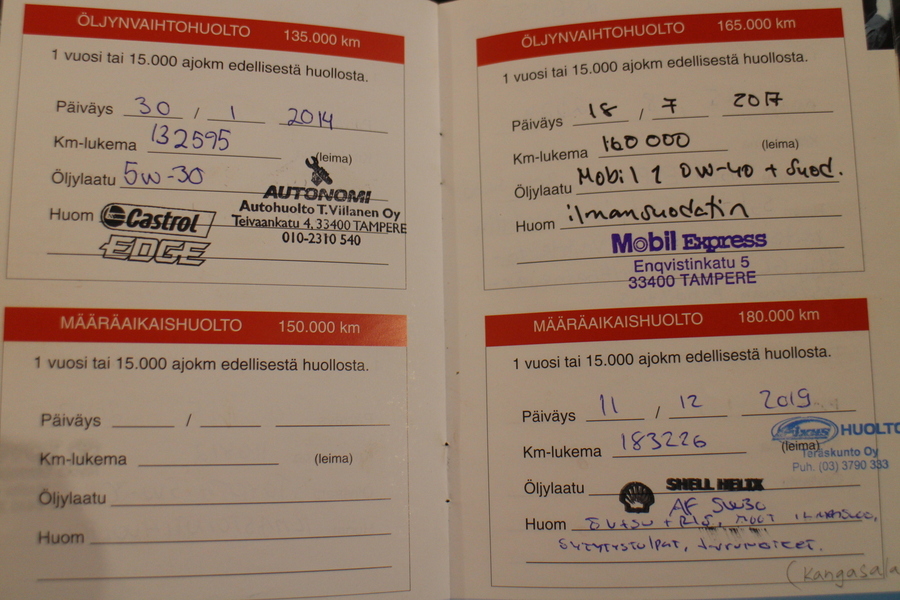 ÖLJYNVAIHTOHUOLTO 135.000 km
1 vuosi tai 15.000 ajokm edellisestä huollosta.
Päiväys 30 / 1 2014
Km-lukema 132595
(leima)
Öljylaatu 5W-30
Huom Castrol
EDGE
AUTONOMI
Autohuolto T. Viilanen Oy
Teivaankatu 4, 33400 TAMPERE
010-2310 540
MÄÄRÄAIKAISHUOLTO 150.000 km
1 vuosi tai 15.000 ajokm edellisestä huollosta.
Päiväys /
Km-lukema (leima)
Öljylaatu
Huom
ÖLJYNVAIHTOHUOLTO 165.000 km
1 vuosi tai 15.000 ajokm edellisestä huollosta.
Päiväys 18 / 7 2017
Km-lukema 160 000 (leima)
Öljylaatu Mobil 1 0W-40 + Suod.
Huom ilmansuodatin
Mobil Express
Enqvistinkatu 5
33400 TAMPERE
MÄÄRÄAIKAISHUOLTO 180.000 km
1 vuosi tai 15.000 ajokm edellisestä huollosta.
Päiväys 11 / 12 2019
Km-lukema 183226 (leima)
HUOLTO
Teräskunto Oy
Puh. (03) 3790 333
Öljylaatu SHELL HELIX
AF 5W30
Huom
SYTYTYSTULPAT, JARRUNESTEET.
(Kangasala